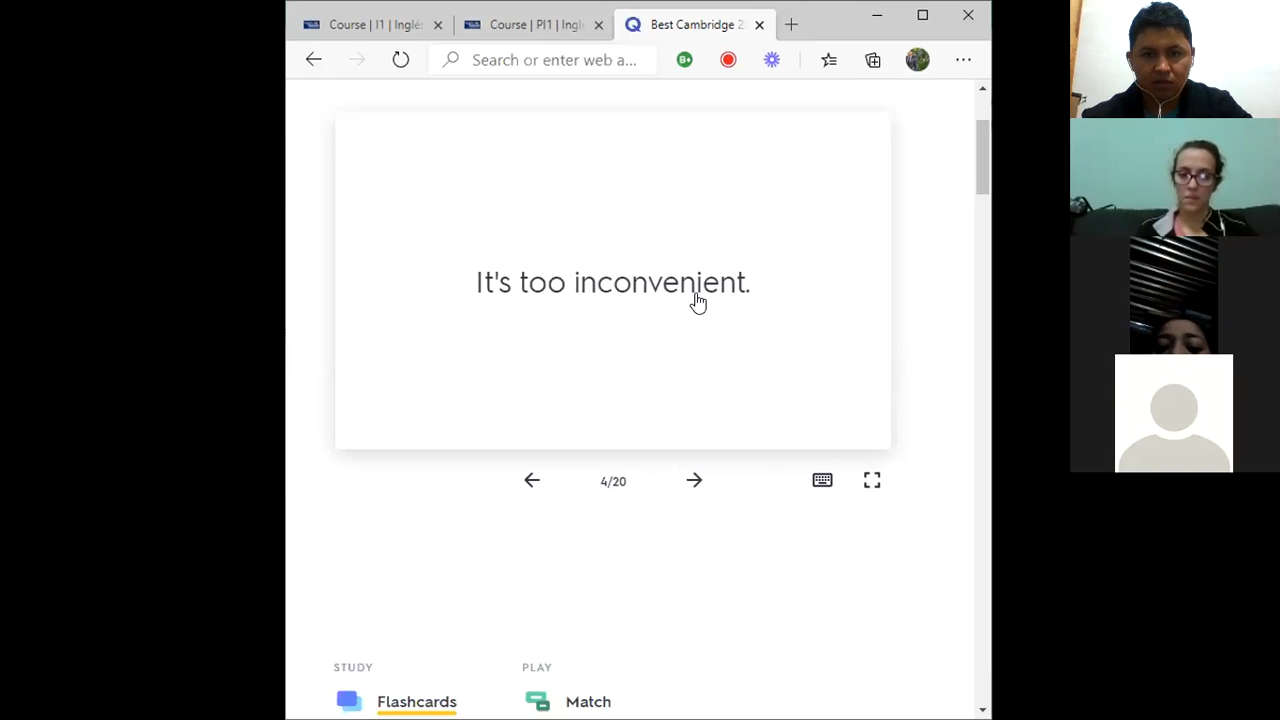 Course | I1 | Inglés
Course | PI1 | Ingl
Best Cambridge 2
Search or enter web a...
It's too inconvenient.
4/20
STUDY
PLAY
Flashcards
Match